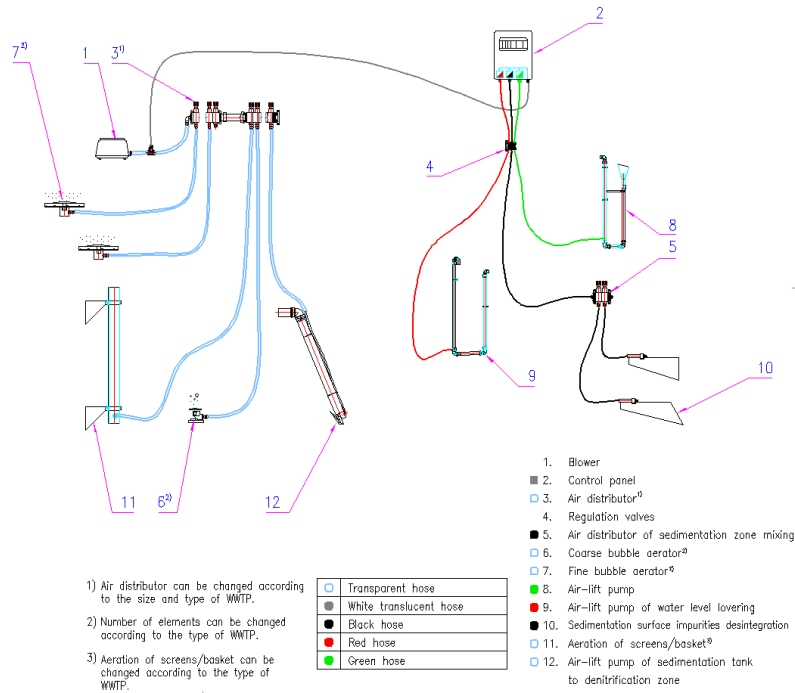 2
7²⁾
1
3¹⁾
4
8
5
9
10
11
6²⁾
12
1. Blower
2. Control panel
3. Air distributor¹⁾
4. Regulation valves
5. Air distributor of sedimentation zone mixing
6. Coarse bubble aerator²⁾
7. Fine bubble aerator¹⁾
8. Air-lift pump
9. Air-lift pump of water level lovering
10. Sedimentation surface impurities desintegration
11. Aeration of screens/basket³⁾
12. Air-lift pump of sedimentation tank
to denitrification zone
1) Air distributor can be changed according
to the size and type of WWTP.
2) Number of elements can be changed
according to the type of WWTP.
3) Aeration of screens/basket can be
changed according to the type of
WWTP.
Transparent hose
White translucent hose
Black hose
Red hose
Green hose